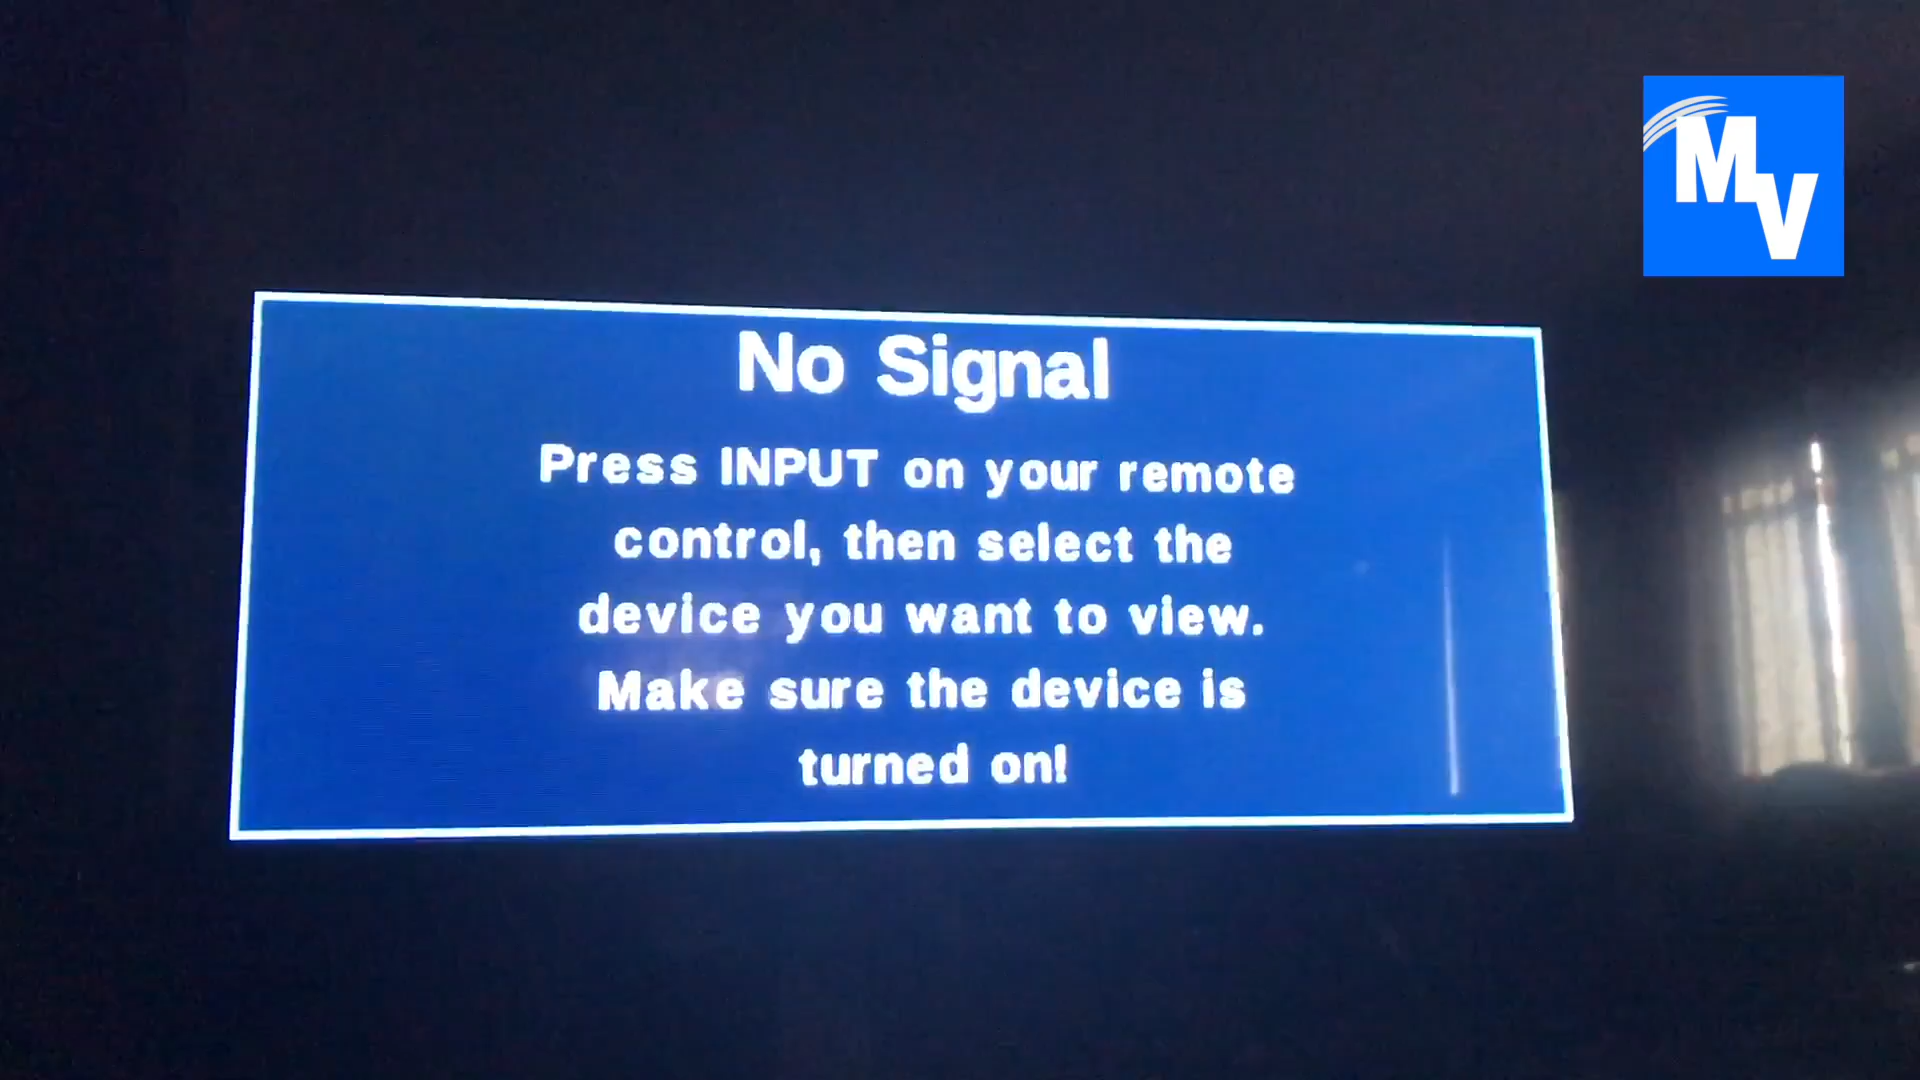 MV
No Signal
Press INPUT on your remote
control, then select the
device you want to view.
Make sure the device is
turned on!